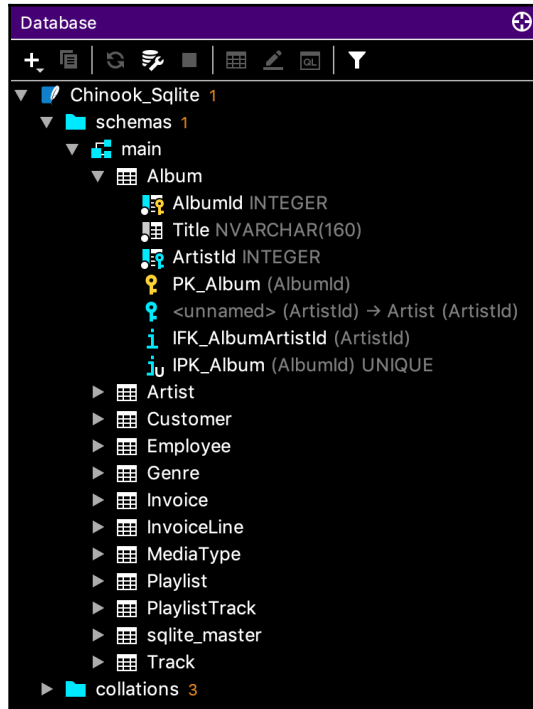 Database
QL
Chinook_Sqlite 1
schemas 1
main
Album
AlbumId INTEGER
Title NVARCHAR(160)
ArtistId INTEGER
PK_Album (AlbumId)
<unnamed> (ArtistId) → Artist (ArtistId)
i IFK_AlbumArtistId (ArtistId)
iU IPK_Album (AlbumId) UNIQUE
Artist
Customer
Employee
Genre
Invoice
InvoiceLine
MediaType
Playlist
PlaylistTrack
sqlite_master
Track
collations 3